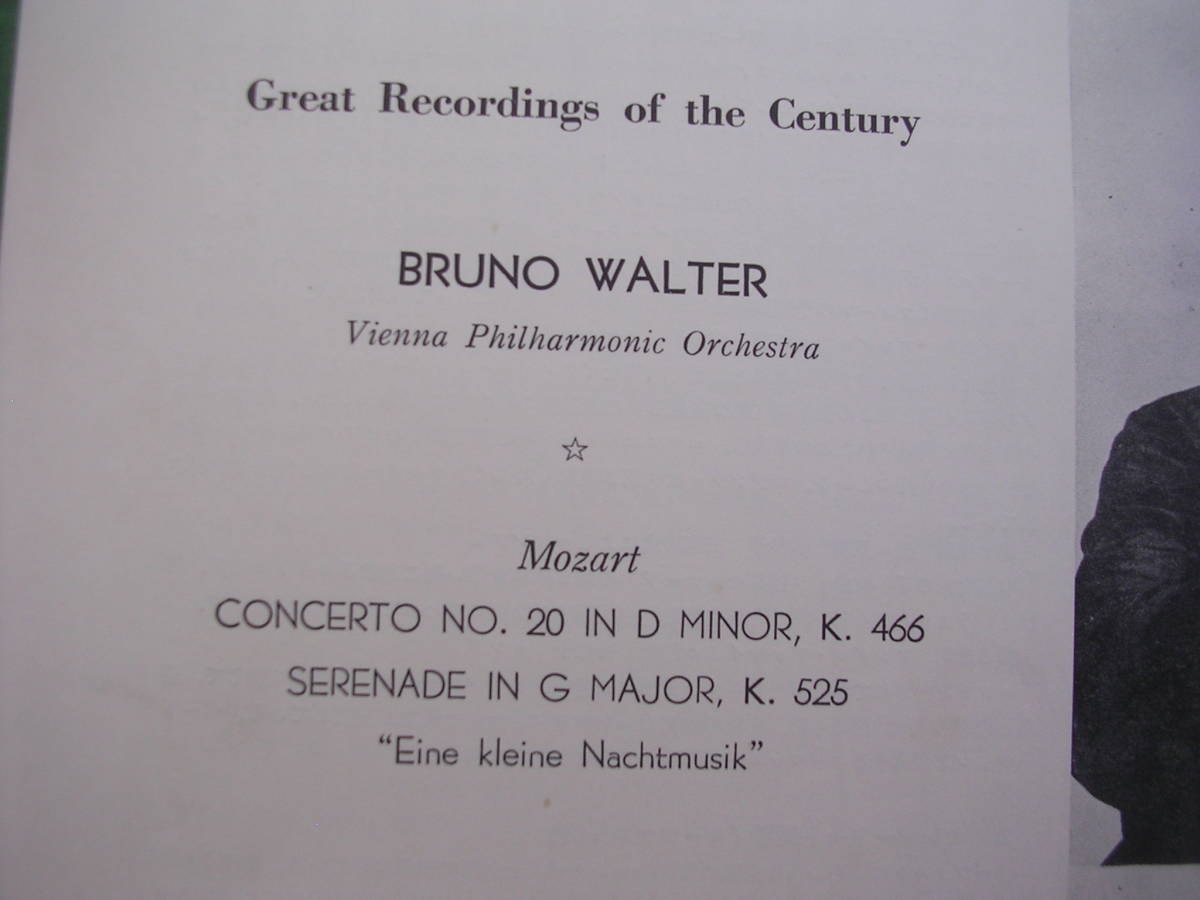 Great Recordings of the Century
BRUNO WALTER
Vienna Philharmonic Orchestra
☆
Mozart
CONCERTO NO. 20 IN D MINOR, K. 466
SERENADE IN G MAJOR, K. 525
“Eine kleine Nachtmusik”